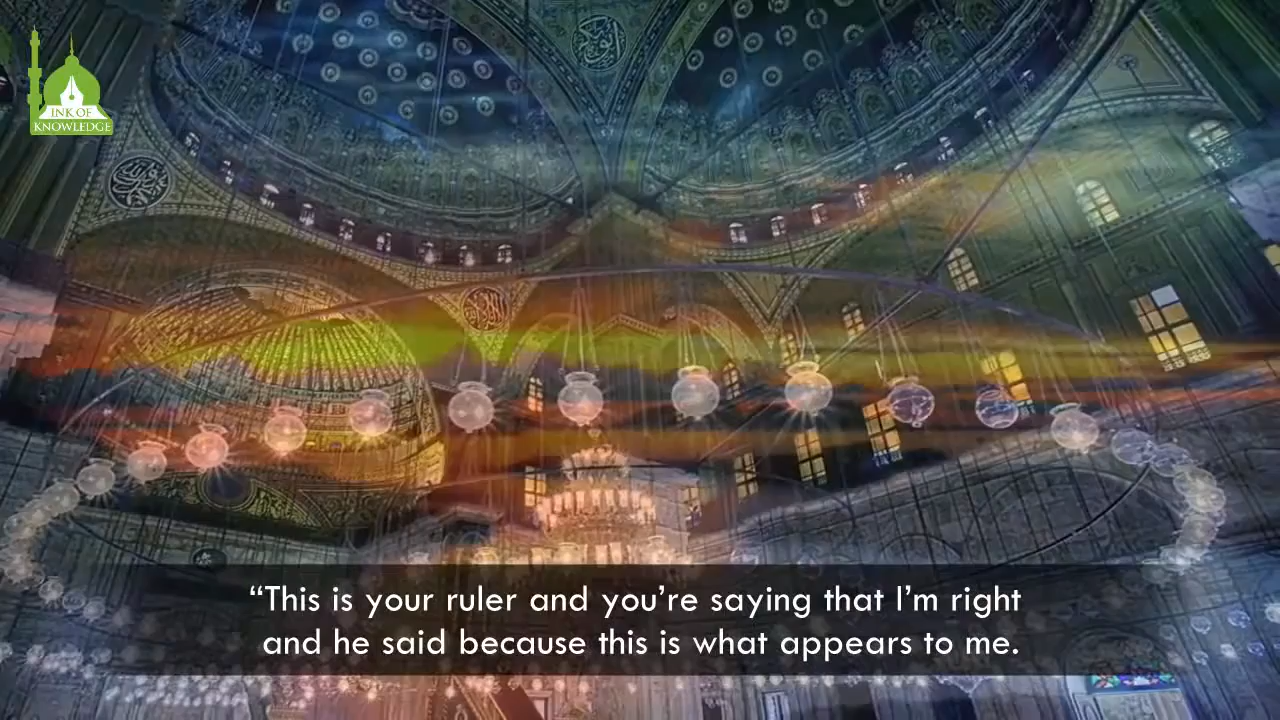 INK OF
KNOWLEDGE
“This is your ruler and you’re saying that I’m right
and he said because this is what appears to me.